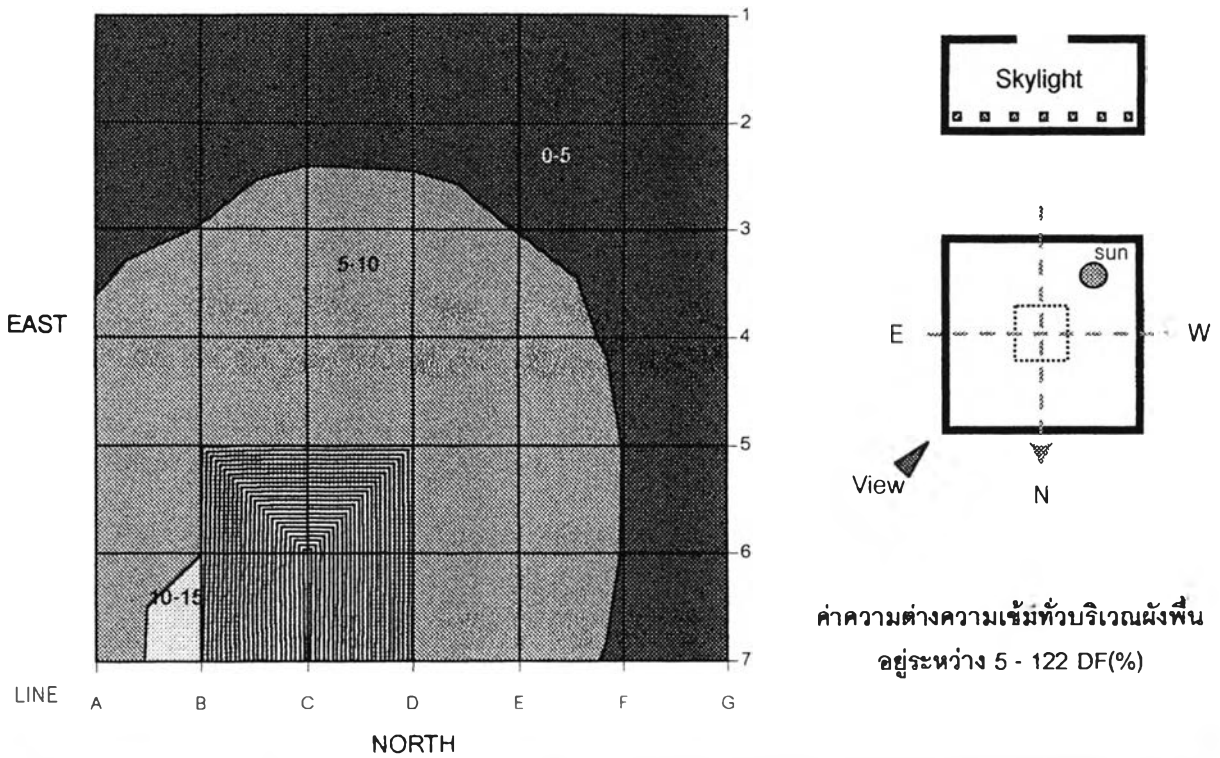 1
2
0-5
3
5-10
EAST
4
5
6
10-15
7
LINE
A B C D E F G
NORTH
Skylight
sun
E
W
View
N
ค่าความต่างความเข้มทั่วบริเวณผังพื้น
อยู่ระหว่าง 5 - 122 DF(%)